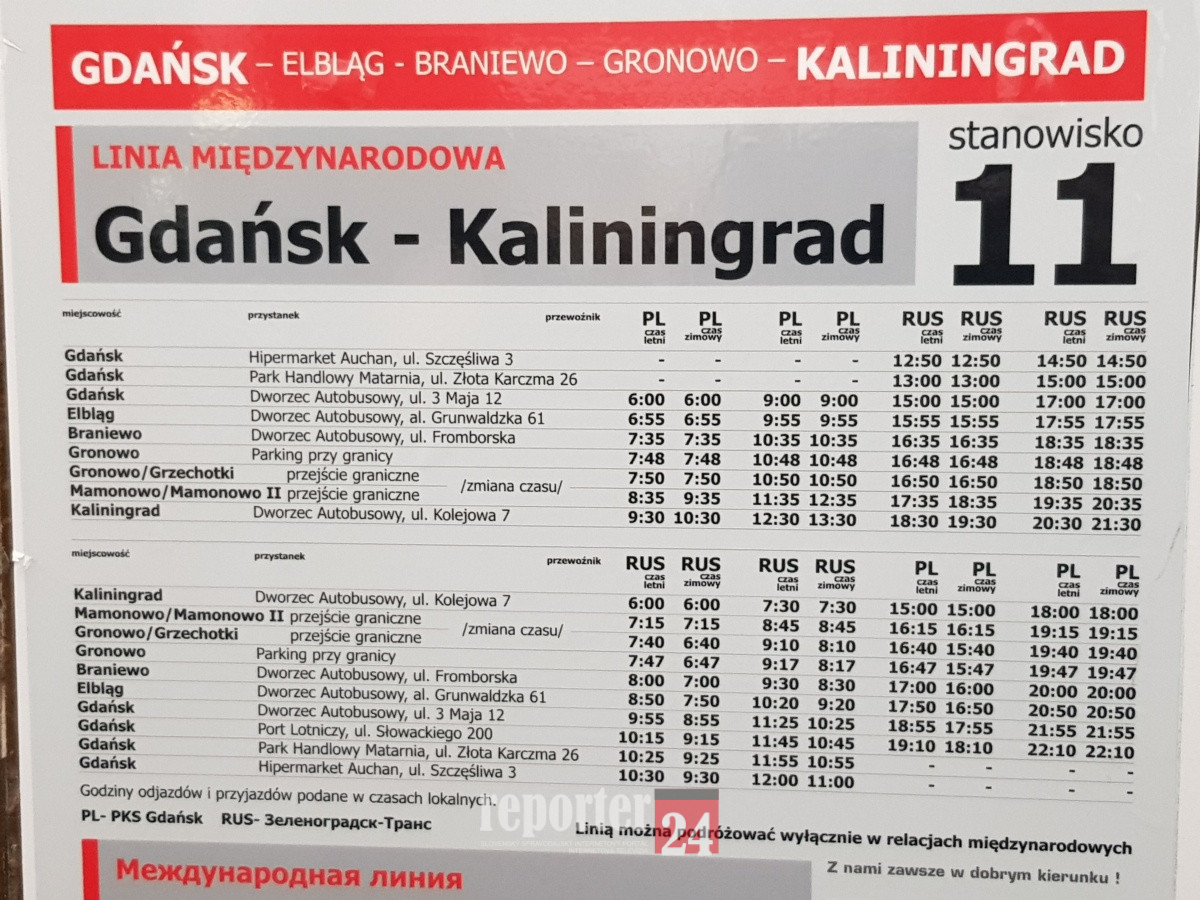 GDAŃSK – ELBLĄG - BRANIEWO – GRONOWO – KALININGRAD
LINIA MIĘDZYNARODOWA
Gdańsk - Kaliningrad
stanowisko
11
miejscowość przystanek przewoźnik PL czas letni PL czas zimowy PL czas letni PL czas zimowy RUS czas letni RUS czas zimowy RUS czas letni RUS czas zimowy
Gdańsk Hipermarket Auchan, ul. Szczęśliwa 3 - - - - 12:50 12:50 14:50 14:50
Gdańsk Park Handlowy Matarnia, ul. Złota Karczma 26 - - - - 13:00 13:00 15:00 15:00
Gdańsk Dworzec Autobusowy, ul. 3 Maja 12 6:00 6:00 9:00 9:00 15:00 15:00 17:00 17:00
Elbląg Dworzec Autobusowy, al. Grunwaldzka 61 6:55 6:55 9:55 9:55 15:55 15:55 17:55 17:55
Braniewo Dworzec Autobusowy, ul. Fromborska 7:35 7:35 10:35 10:35 16:35 16:35 18:35 18:35
Gronowo Parking przy granicy 7:48 7:48 10:48 10:48 16:48 16:48 18:48 18:48
Gronowo/Grzechotki przejście graniczne 7:50 7:50 10:50 10:50 16:50 16:50 18:50 18:50
/zmiana czasu/
Mamonowo/Mamonowo II przejście graniczne 8:35 9:35 11:35 12:35 17:35 18:35 19:35 20:35
Kaliningrad Dworzec Autobusowy, ul. Kolejowa 7 9:30 10:30 12:30 13:30 18:30 19:30 20:30 21:30
miejscowość przystanek przewoźnik RUS czas letni RUS czas zimowy RUS czas letni RUS czas zimowy PL czas letni PL czas zimowy PL czas letni PL czas zimowy
Kaliningrad Dworzec Autobusowy, ul. Kolejowa 7 6:00 6:00 7:30 7:30 15:00 15:00 18:00 18:00
Mamonowo/Mamonowo II przejście graniczne 7:15 7:15 8:45 8:45 16:15 16:15 19:15 19:15
/zmiana czasu/
Gronowo/Grzechotki przejście graniczne 7:40 6:40 9:10 8:10 16:40 15:40 19:40 19:40
Gronowo Parking przy granicy 7:47 6:47 9:17 8:17 16:47 15:47 19:47 19:47
Braniewo Dworzec Autobusowy, ul. Fromborska 8:00 7:00 9:30 8:30 17:00 16:00 20:00 20:00
Elbląg Dworzec Autobusowy, al. Grunwaldzka 61 8:50 7:50 10:20 9:20 17:50 16:50 20:50 20:50
Gdańsk Dworzec Autobusowy, ul. 3 Maja 12 9:55 8:55 11:25 10:25 18:55 17:55 21:55 21:55
Gdańsk Port Lotniczy, ul. Słowackiego 200 10:15 9:15 11:45 10:45 19:10 18:10 22:10 22:10
Gdańsk Park Handlowy Matarnia, ul. Złota Karczma 26 10:25 9:25 11:55 10:55 - - - -
Gdańsk Hipermarket Auchan, ul. Szczęśliwa 3 10:30 9:30 12:00 11:00 - - - -
Godziny odjazdów i przyjazdów podane w czasach lokalnych.
PL- PKS Gdańsk RUS- Зеленоградск-Транс
reporter 24
Linią można podróżować wyłącznie w relacjach międzynarodowych
Z nami zawsze w dobrym kierunku !
Международная линия